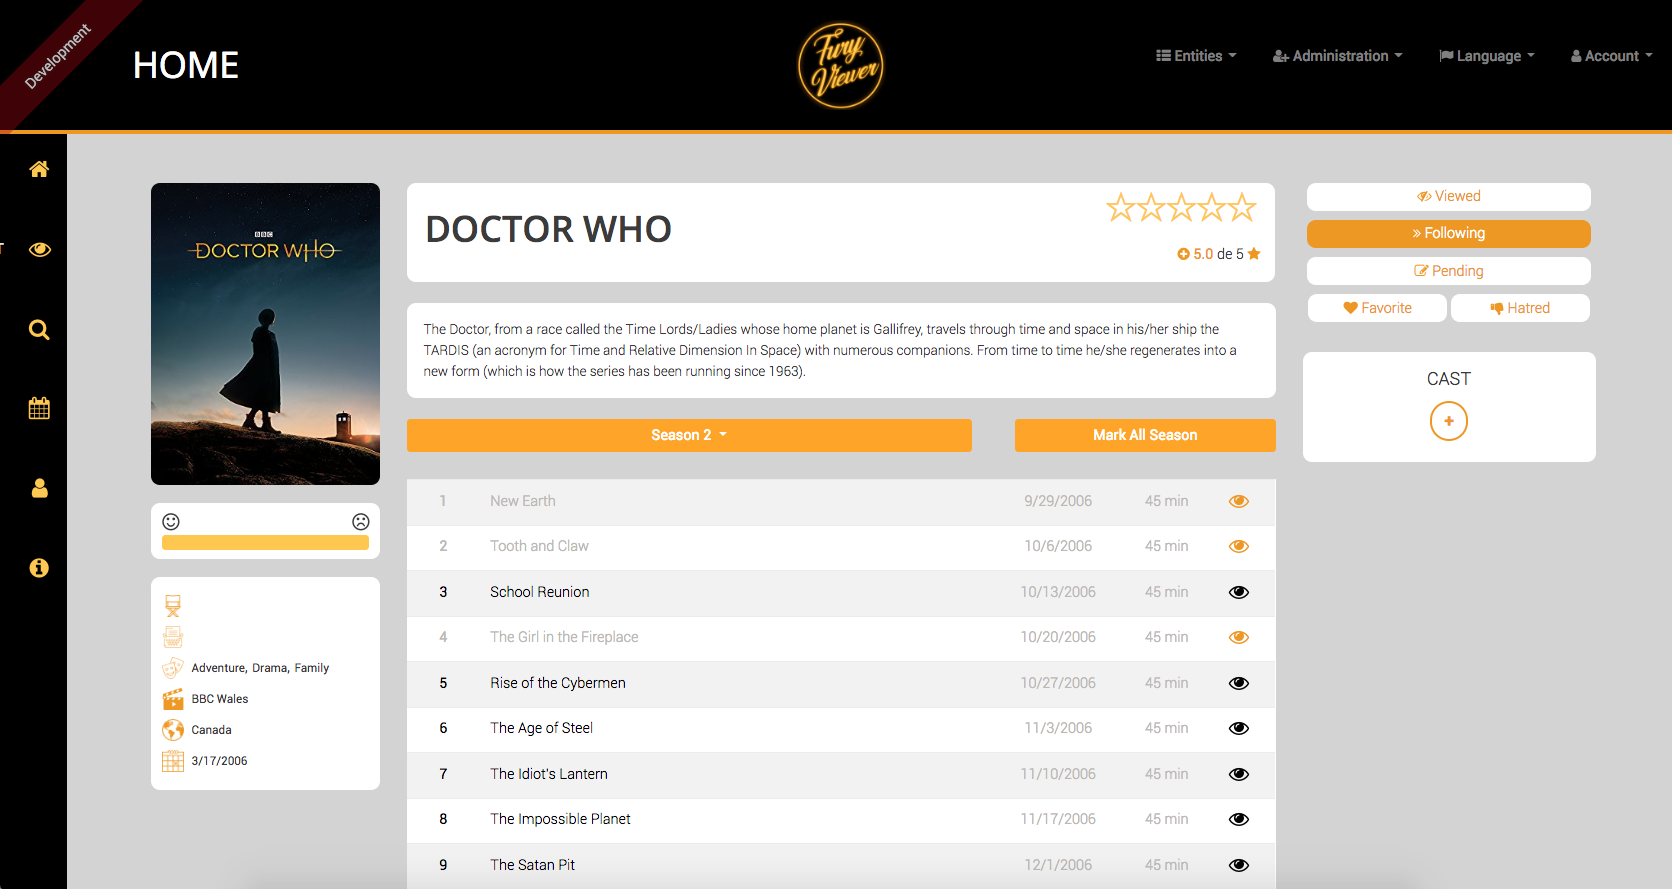 Development
HOME
Fury
Viewer
Entities
Administration
Language
Account
BBC
DOCTOR WHO
DOCTOR WHO
5.0 de 5
Viewed
Following
Pending
Favorite
Hatred
The Doctor, from a race called the Time Lords/Ladies whose home planet is Gallifrey, travels through time and space in his/her ship the
TARDIS (an acronym for Time and Relative Dimension In Space) with numerous companions. From time to time he/she regenerates into a
new form (which is how the series has been running since 1963).
CAST
Season 2
Mark All Season
1 New Earth 9/29/2006 45 min
2 Tooth and Claw 10/6/2006 45 min
3 School Reunion 10/13/2006 45 min
4 The Girl in the Fireplace 10/20/2006 45 min
5 Rise of the Cybermen 10/27/2006 45 min
6 The Age of Steel 11/3/2006 45 min
7 The Idiot's Lantern 11/10/2006 45 min
8 The Impossible Planet 11/17/2006 45 min
9 The Satan Pit 12/1/2006 45 min
Adventure, Drama, Family
BBC Wales
Canada
3/17/2006